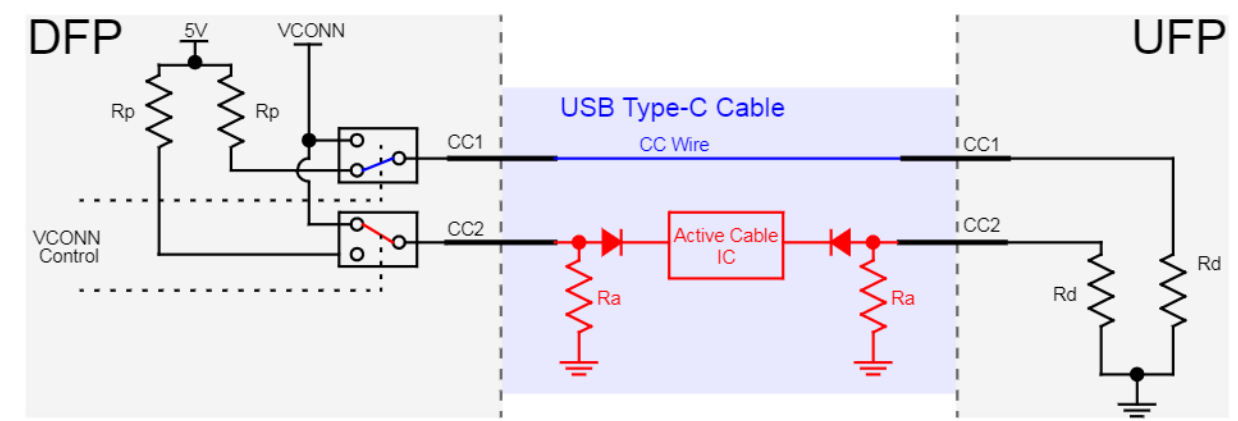 DFP
5V
VCONN
UFP
Rp
Rp
USB Type-C Cable
CC1
CC Wire
CC1
VCONN
Control
CC2
Active Cable
IC
CC2
Ra
Ra
Rd
Rd